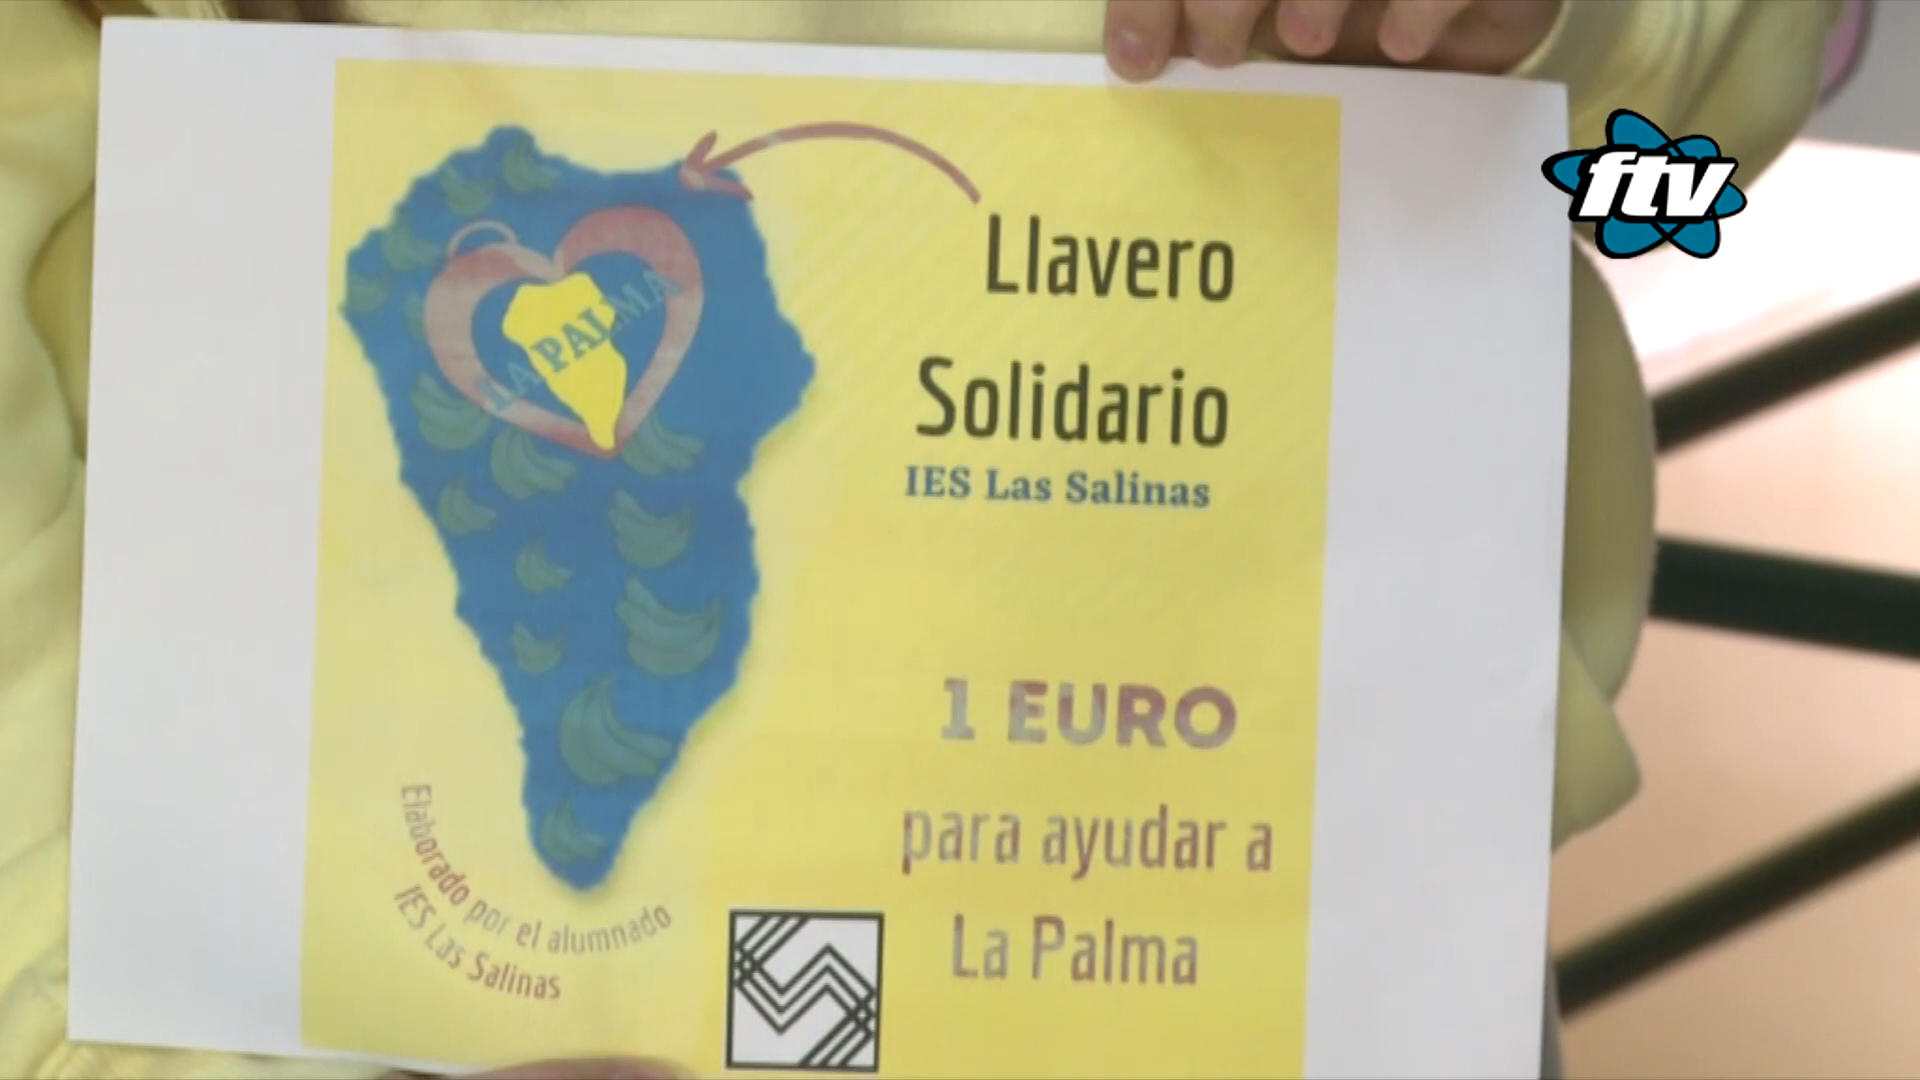 ftv
Llavero
Solidario
IES Las Salinas
LA PALMA
1 EURO
para ayudar a
La Palma
Elaborado por el alumnado
IES Las Salinas